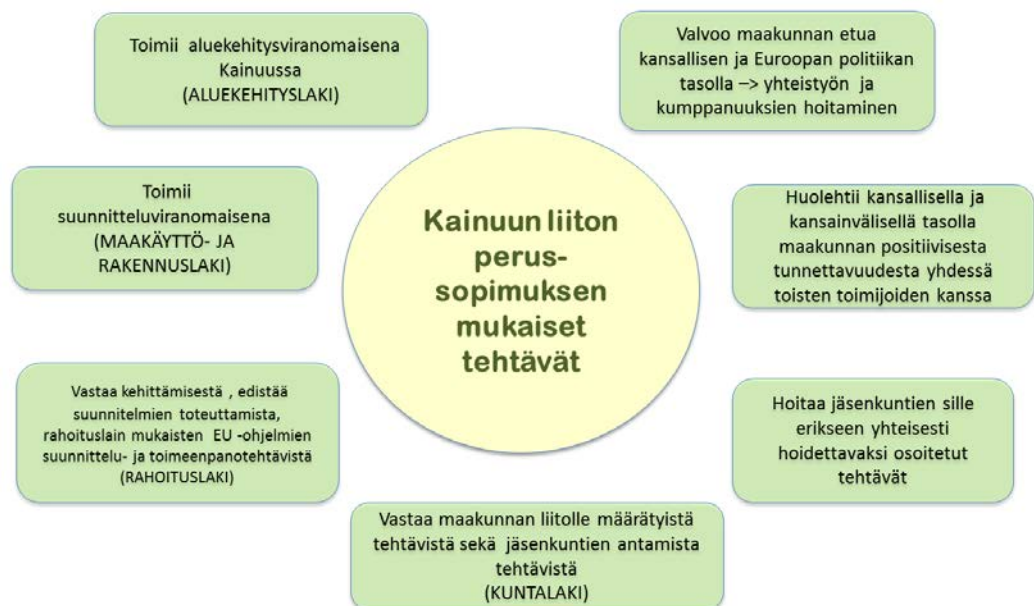 Toimii aluekehitysviranomaisena
Kainuussa
(ALUEKEHITYSLAKI)
Valvoo maakunnan etua
kansallisen ja Euroopan politiikan
tasolla –> yhteistyön ja
kumppanuuksien hoitaminen
Toimii
suunnitteluviranomaisena
(MAAKÄYTTÖ- JA
RAKENNUSLAKI)
Kainuun liiton
perus-
sopimuksen
mukaiset
tehtävät
Huolehtii kansallisella ja
kansainvälisellä tasolla
maakunnan positiivisesta
tunnettavuudesta yhdessä
toisten toimijoiden kanssa
Vastaa kehittämisestä , edistää
suunnitelmien toteuttamista,
rahoituslain mukaisten EU -ohjelmien
suunnittelu- ja toimeenpanotehtävistä
(RAHOITUSLAKI)
Hoitaa jäsenkuntien sille
erikseen yhteisesti
hoidettavaksi osoitetut
tehtävät
Vastaa maakunnan liitolle määrätyistä
tehtävistä sekä jäsenkuntien antamista
tehtävistä
(KUNTALAKI)